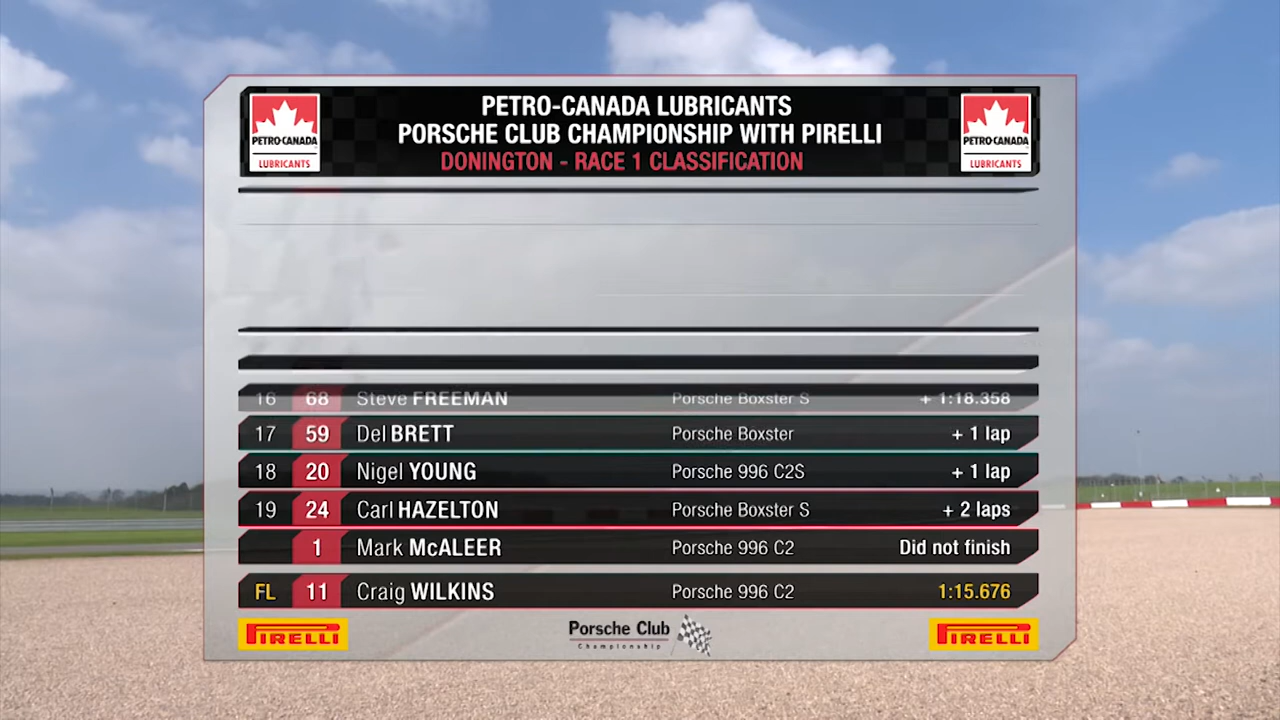 PETRO-CANADA LUBRICANTS
PORSCHE CLUB CHAMPIONSHIP WITH PIRELLI
DONINGTON - RACE 1 CLASSIFICATION
PETRO-CANADA
LUBRICANTS
PETRO-CANADA
LUBRICANTS
16 68 Steve FREEMAN Porsche Boxster S + 1:18.358
17 59 Del BRETT Porsche Boxster + 1 lap
18 20 Nigel YOUNG Porsche 996 C2S + 1 lap
19 24 Carl HAZELTON Porsche Boxster S + 2 laps
1 Mark McALEER Porsche 996 C2 Did not finish
FL 11 Craig WILKINS Porsche 996 C2 1:15.676
PIRELLI
Porsche Club
Championship
PIRELLI